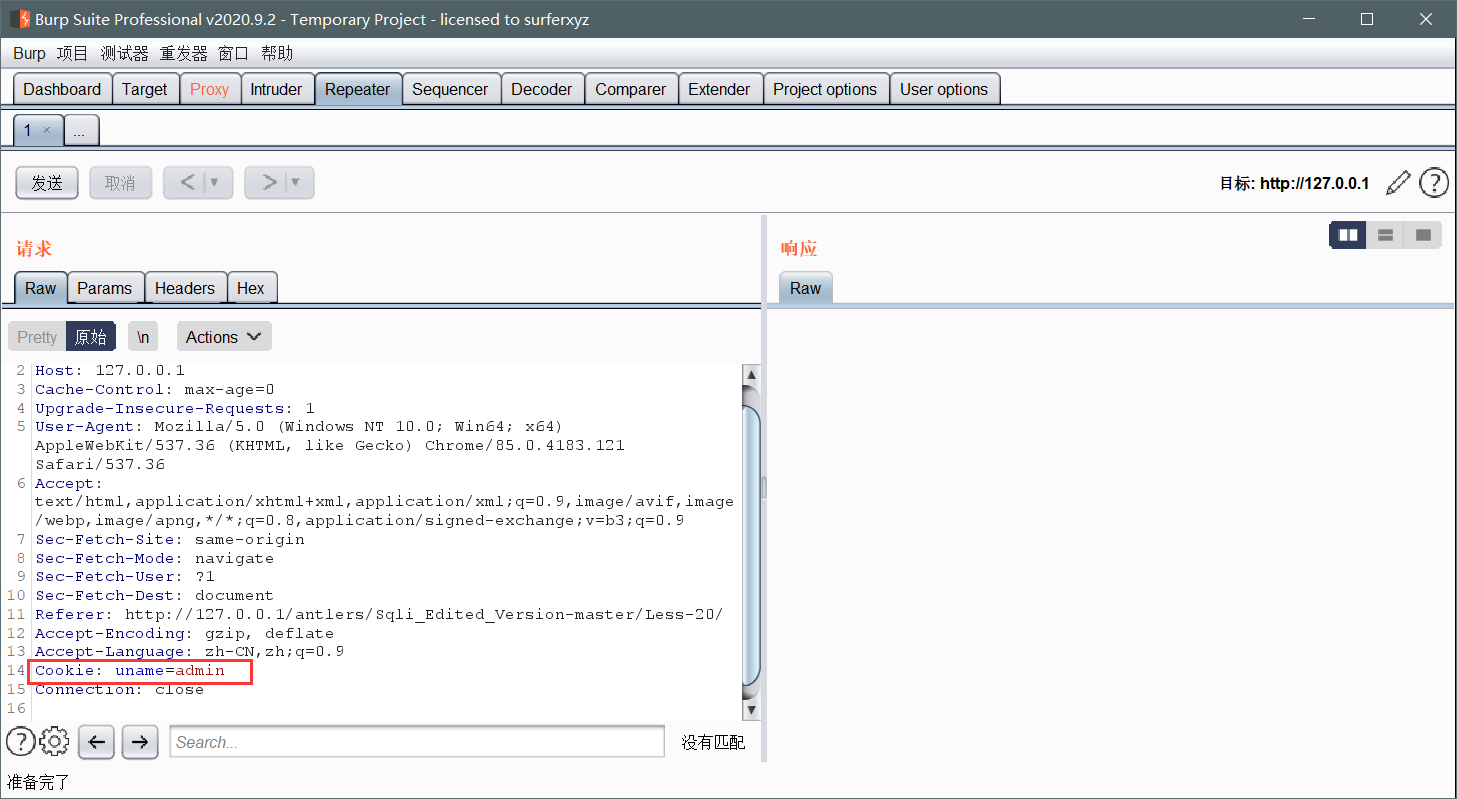 Burp Suite Professional v2020.9.2 - Temporary Project - licensed to surferxyz
Burp 项目 测试器 重发器 窗口 帮助
Dashboard Target Proxy Intruder Repeater Sequencer Decoder Comparer Extender Project options User options
1 × ...
发送 取消 < ▼ > ▼ 目标: http://127.0.0.1 ?
请求
Raw Params Headers Hex
Pretty 原始 \n Actions
2 Host: 127.0.0.1
3 Cache-Control: max-age=0
4 Upgrade-Insecure-Requests: 1
5 User-Agent: Mozilla/5.0 (Windows NT 10.0; Win64; x64)
AppleWebKit/537.36 (KHTML, like Gecko) Chrome/85.0.4183.121
Safari/537.36
6 Accept:
text/html,application/xhtml+xml,application/xml;q=0.9,image/avif,image
/webp,image/apng,*/*;q=0.8,application/signed-exchange;v=b3;q=0.9
7 Sec-Fetch-Site: same-origin
8 Sec-Fetch-Mode: navigate
9 Sec-Fetch-User: ?1
10 Sec-Fetch-Dest: document
11 Referer: http://127.0.0.1/antlers/Sqli_Edited_Version-master/Less-20/
12 Accept-Encoding: gzip, deflate
13 Accept-Language: zh-CN,zh;q=0.9
14 Cookie: uname=admin
15 Connection: close
16
? Search... 没有匹配
响应
Raw
准备完了